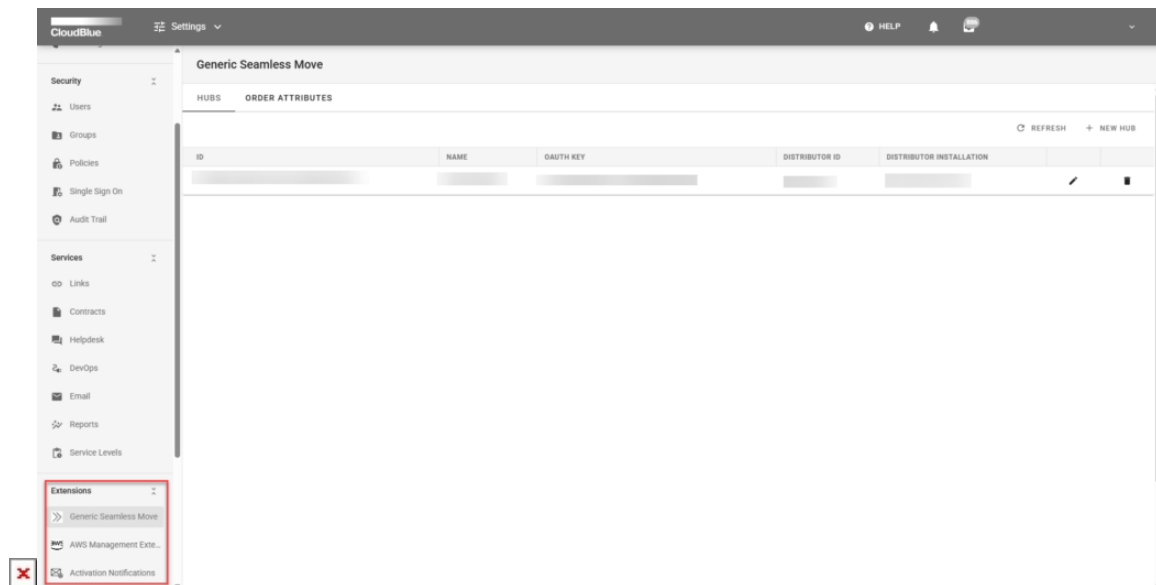 CloudBlue
Settings
HELP
Generic Seamless Move
HUBS ORDER ATTRIBUTES
REFRESH + NEW HUB
ID NAME OAUTH KEY DISTRIBUTOR ID DISTRIBUTOR INSTALLATION
Security
Users
Groups
Policies
Single Sign On
Audit Trail
Services
Links
Contracts
Helpdesk
DevOps
Email
Reports
Service Levels
Extensions
Generic Seamless Move
aws AWS Management Exte...
Activation Notifications